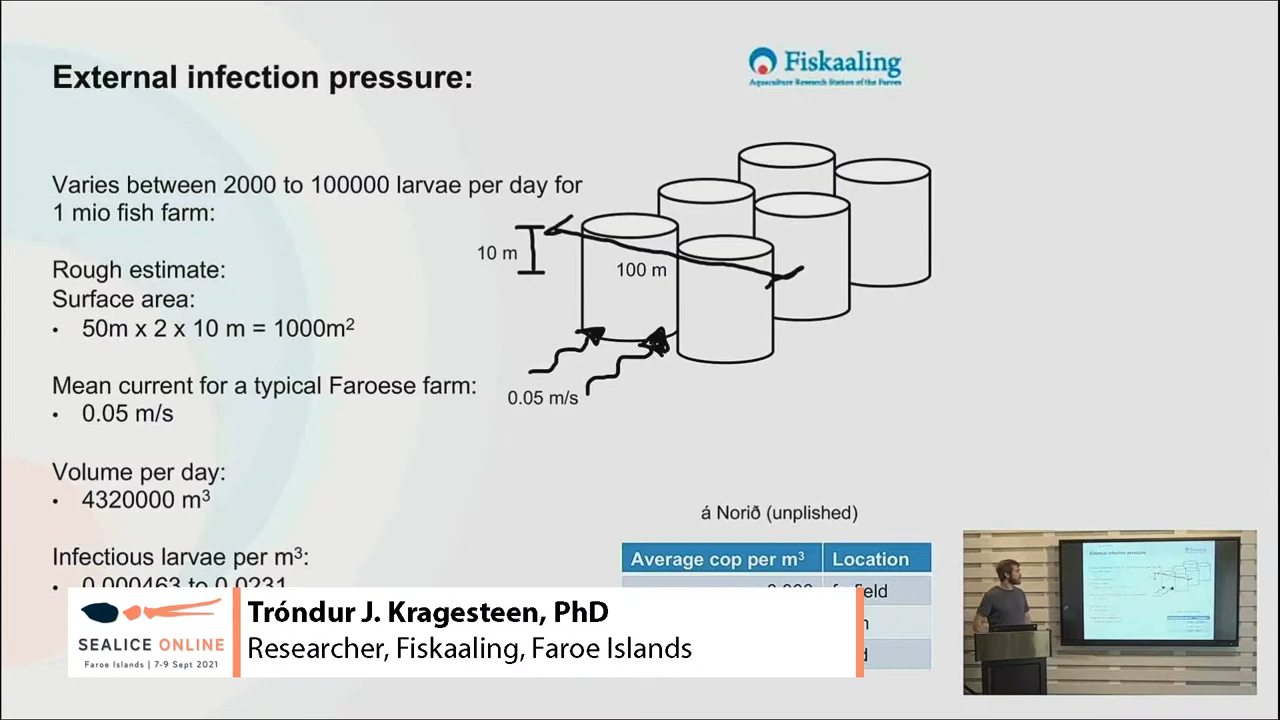 External infection pressure:
Fiskaaling
Aquaculture Research Station of the Faroes
Varies between 2000 to 100000 larvae per day for
1 mio fish farm:
10 m
100 m
Rough estimate:
Surface area:
• 50m x 2 x 10 m = 1000m²
Mean current for a typical Faroese farm:
• 0.05 m/s
0.05 m/s
Volume per day:
• 4320000 m³
Infectious larvae per m³:
• 0.000463 to 0.0231
á Norið (unplished)
Average cop per m³ Location
field
SEALICE ONLINE
Faroe Islands | 7-9 Sept 2021
Tróndur J. Kragesteen, PhD
Researcher, Fiskaaling, Faroe Islands
External infection pressure: